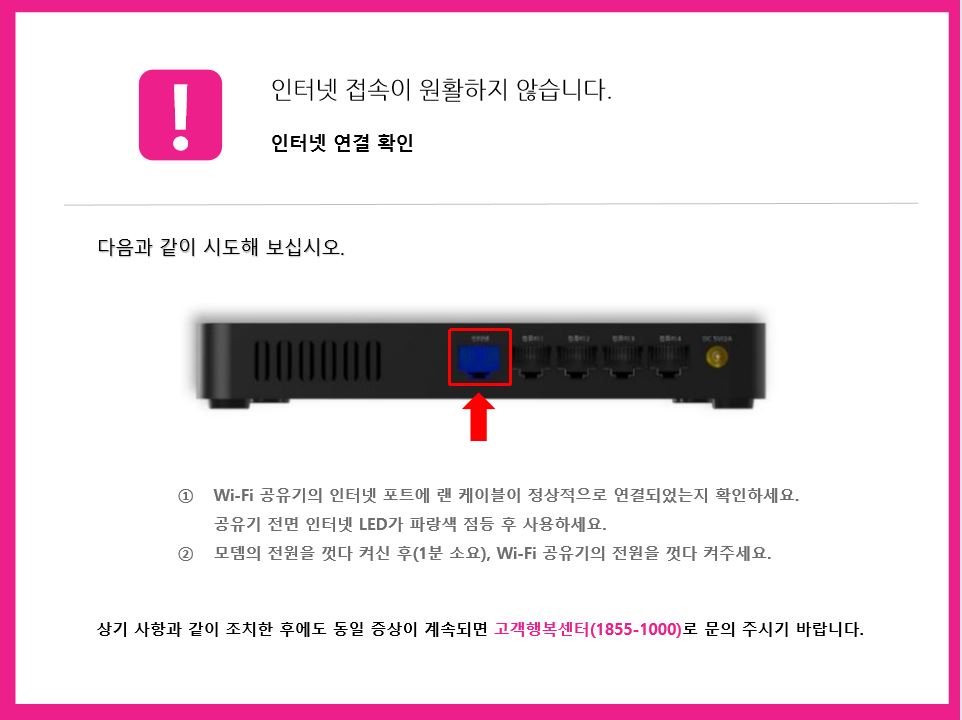 인터넷 접속이 원활하지 않습니다.
인터넷 연결 확인
다음과 같이 시도해 보십시오.
인터넷 컴퓨터1 컴퓨터2 컴퓨터3 컴퓨터4 DC 5V/2A
① Wi-Fi 공유기의 인터넷 포트에 랜 케이블이 정상적으로 연결되었는지 확인하세요.
공유기 전면 인터넷 LED가 파랑색 점등 후 사용하세요.
② 모뎀의 전원을 껏다 켜신 후(1분 소요), Wi-Fi 공유기의 전원을 껏다 켜주세요.
상기 사항과 같이 조치한 후에도 동일 증상이 계속되면 고객행복센터(1855-1000)로 문의 주시기 바랍니다.